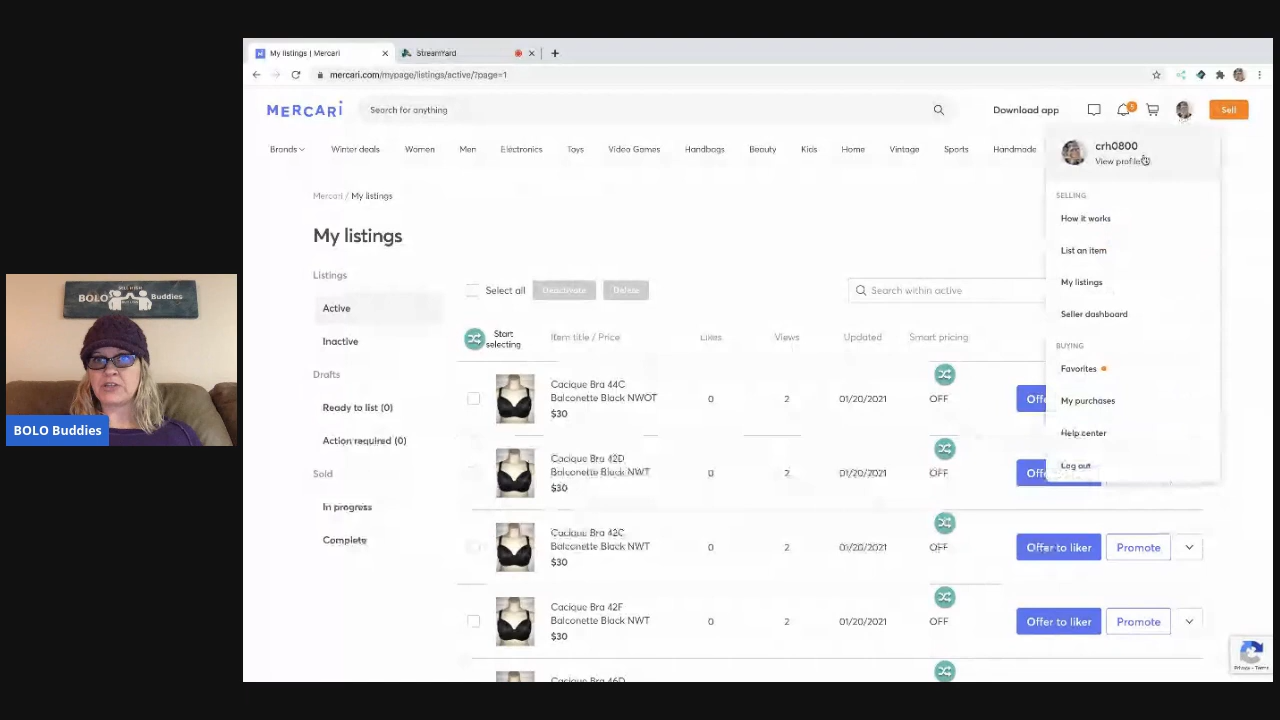 My listings | Mercari
StreamYard
mercari.com/mypage/listings/active/?page=1
MERCARI
Search for anything
Download app
5
Sell
Brands
Winter deals
Women
Men
Electronics
Toys
Video Games
Handbags
Beauty
Kids
Home
Vintage
Sports
Handmade
crh0800
View profile
SELLING
How it works
List an item
My listings
Seller dashboard
BUYING
Favorites
My purchases
Help center
Log out
Mercari / My listings
My listings
Listings
Active
Inactive
Drafts
Ready to list (0)
Action required (0)
Sold
In progress
Complete
Select all
Deactivate
Delete
Search within active
Start
selecting
Item title / Price
Likes
Views
Updated
Smart pricing
Cacique Bra 44C
Balconette Black NWOT
$30
0
2
01/20/2021
OFF
Cacique Bra 42D
Balconette Black NWT
$30
0
2
01/20/2021
OFF
Cacique Bra 42C
Balconette Black NWT
$30
0
2
01/20/2021
OFF
Offer to liker
Promote
Cacique Bra 42F
Balconette Black NWT
$30
0
2
01/20/2021
OFF
Offer to liker
Promote
Cacique Bra 46D
Privacy - Terms
BOLO Buddies
BOLO Buddies